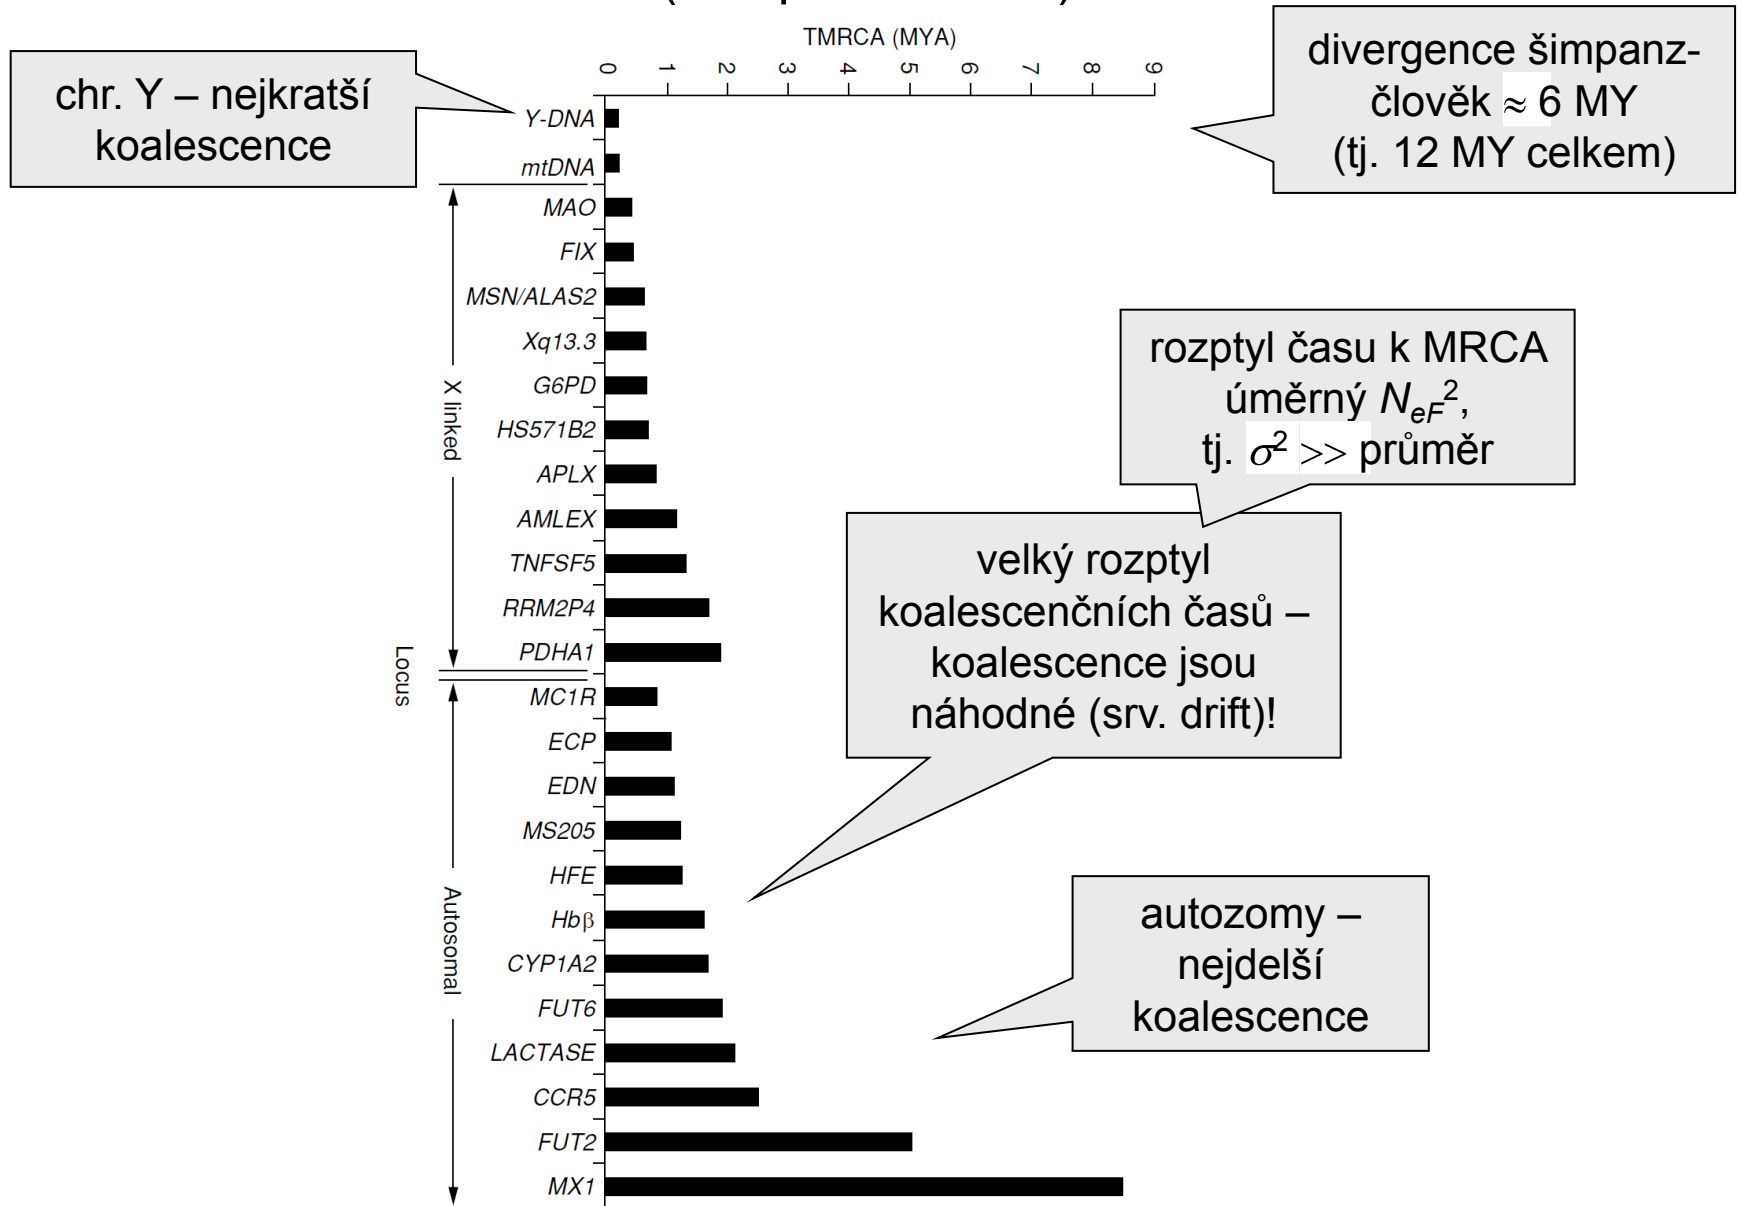 TMRCA (MYA)
0 1 2 3 4 5 6 7 8 9
chr. Y – nejkratší
koalescence
divergence šimpanz-
člověk ≈ 6 MY
(tj. 12 MY celkem)
Y-DNA
mtDNA
MAO
FIX
MSN/ALAS2
Xq13.3
G6PD
HS571B2
APLX
AMLEX
TNFSF5
RRM2P4
PDHA1
X linked
rozptyl času k MRCA
úměrný NeF²,
tj. σ² >> průměr
velký rozptyl
koalescenčních časů –
koalescence jsou
náhodné (srv. drift)!
Locus
MC1R
ECP
EDN
MS205
HFE
Hbβ
CYP1A2
FUT6
LACTASE
CCR5
FUT2
MX1
Autosomal
autozomy –
nejdelší
koalescence